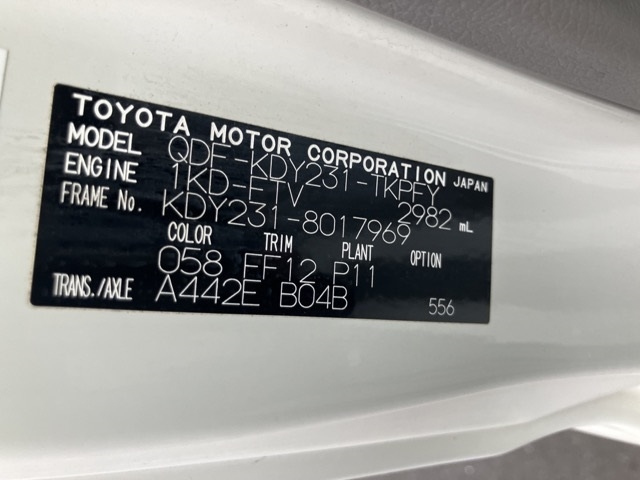 TOYOTA MOTOR CORPORATION JAPAN
MODEL QDF-KDY231-TKPFY
ENGINE 1KD-FTV 2982 mL
FRAME No. KDY231-8017969
COLOR TRIM PLANT OPTION
058 FF12 P11
TRANS./AXLE A442E B04B 556